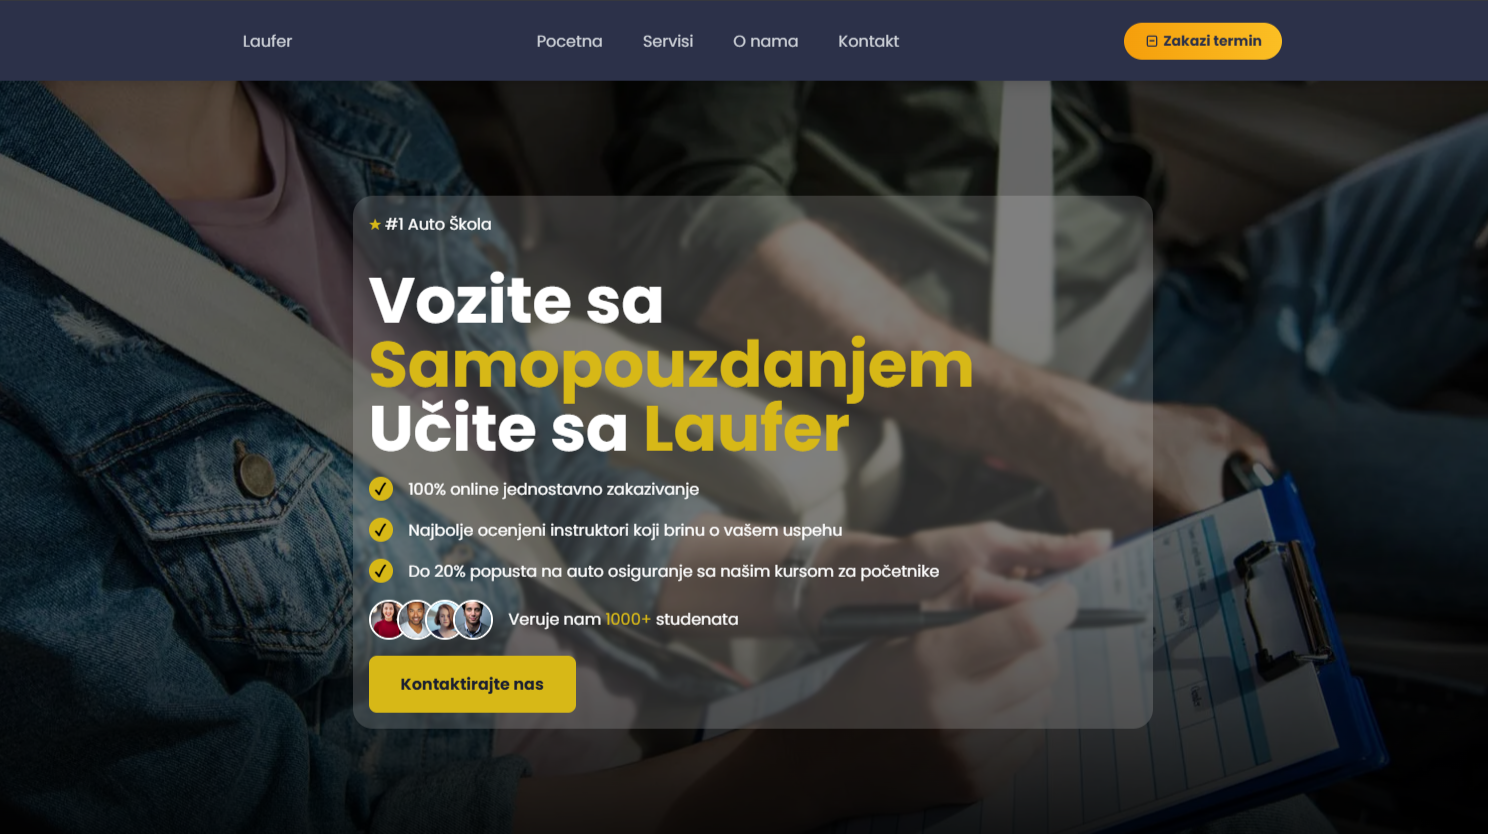 Laufer
Pocetna
Servisi
O nama
Kontakt
Zakazi termin
★ #1 Auto Škola
Vozite sa
Samopouzdanjem
Učite sa Laufer
100% online jednostavno zakazivanje
Najbolje ocenjeni instruktori koji brinu o vašem uspehu
Do 20% popusta na auto osiguranje sa našim kursom za početnike
Veruje nam 1000+ studenata
Kontaktirajte nas